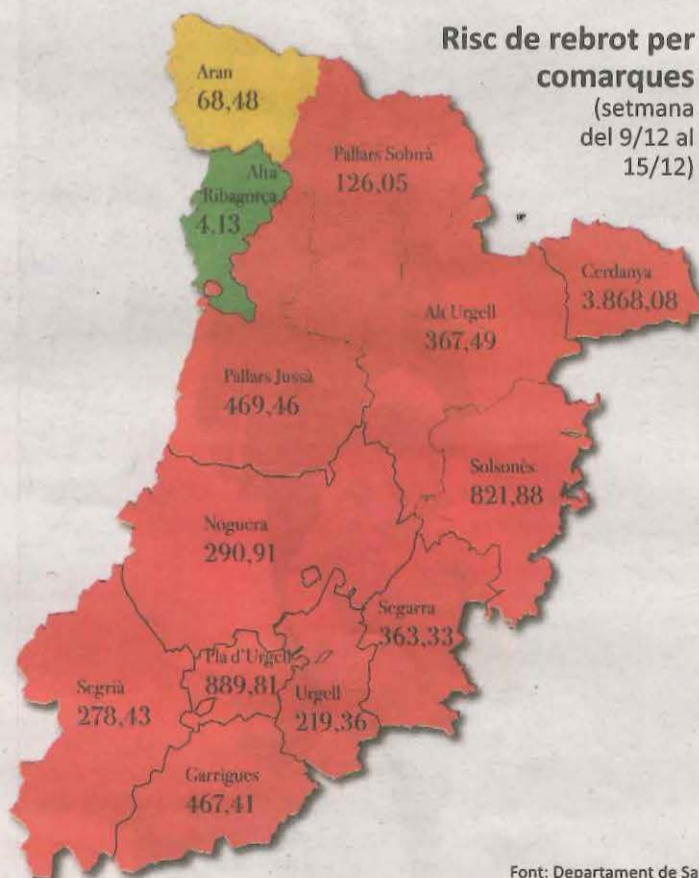 Risc de rebrot per
comarques
(setmana
del 9/12 al
15/12)
Aran
68,48
Alta
Ribagorça
4,13
Pallars Sobirà
126,05
Cerdanya
3.868,08
Alt Urgell
367,49
Pallars Jussà
469,46
Solsonès
821,88
Noguera
290,91
Segarra
363,33
Pla d'Urgell
889,81
Segrià
278,43
Urgell
219,36
Garrigues
467,41
Font: Departament de Sa